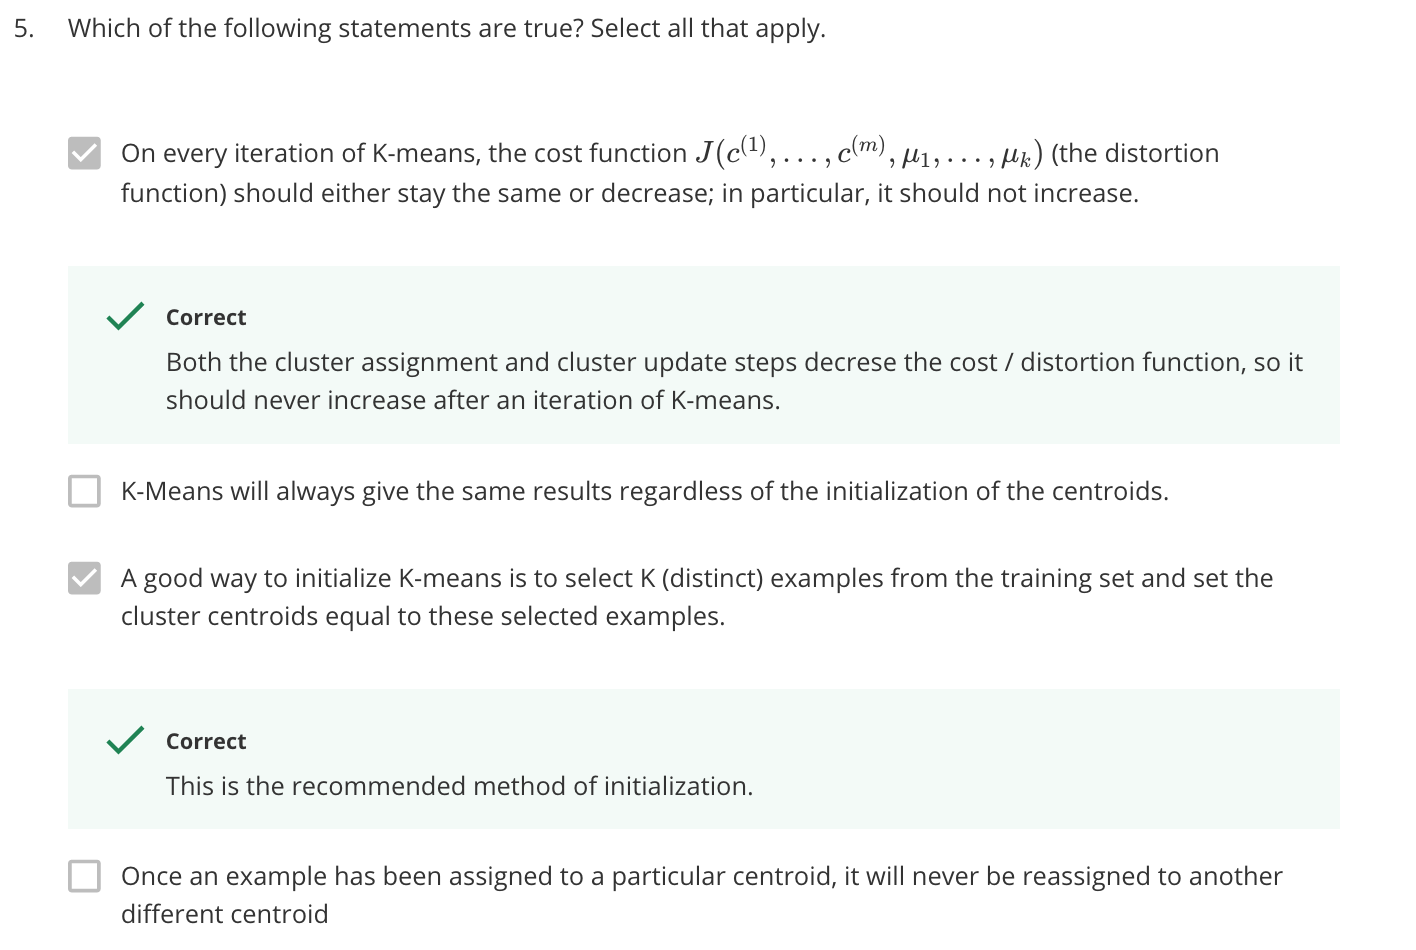 5. Which of the following statements are true? Select all that apply.
On every iteration of K-means, the cost function J(c^(1), . . . , c^(m), μ₁, . . . , μₖ) (the distortion
function) should either stay the same or decrease; in particular, it should not increase.
Correct
Both the cluster assignment and cluster update steps decrese the cost / distortion function, so it
should never increase after an iteration of K-means.
K-Means will always give the same results regardless of the initialization of the centroids.
A good way to initialize K-means is to select K (distinct) examples from the training set and set the
cluster centroids equal to these selected examples.
Correct
This is the recommended method of initialization.
Once an example has been assigned to a particular centroid, it will never be reassigned to another
different centroid